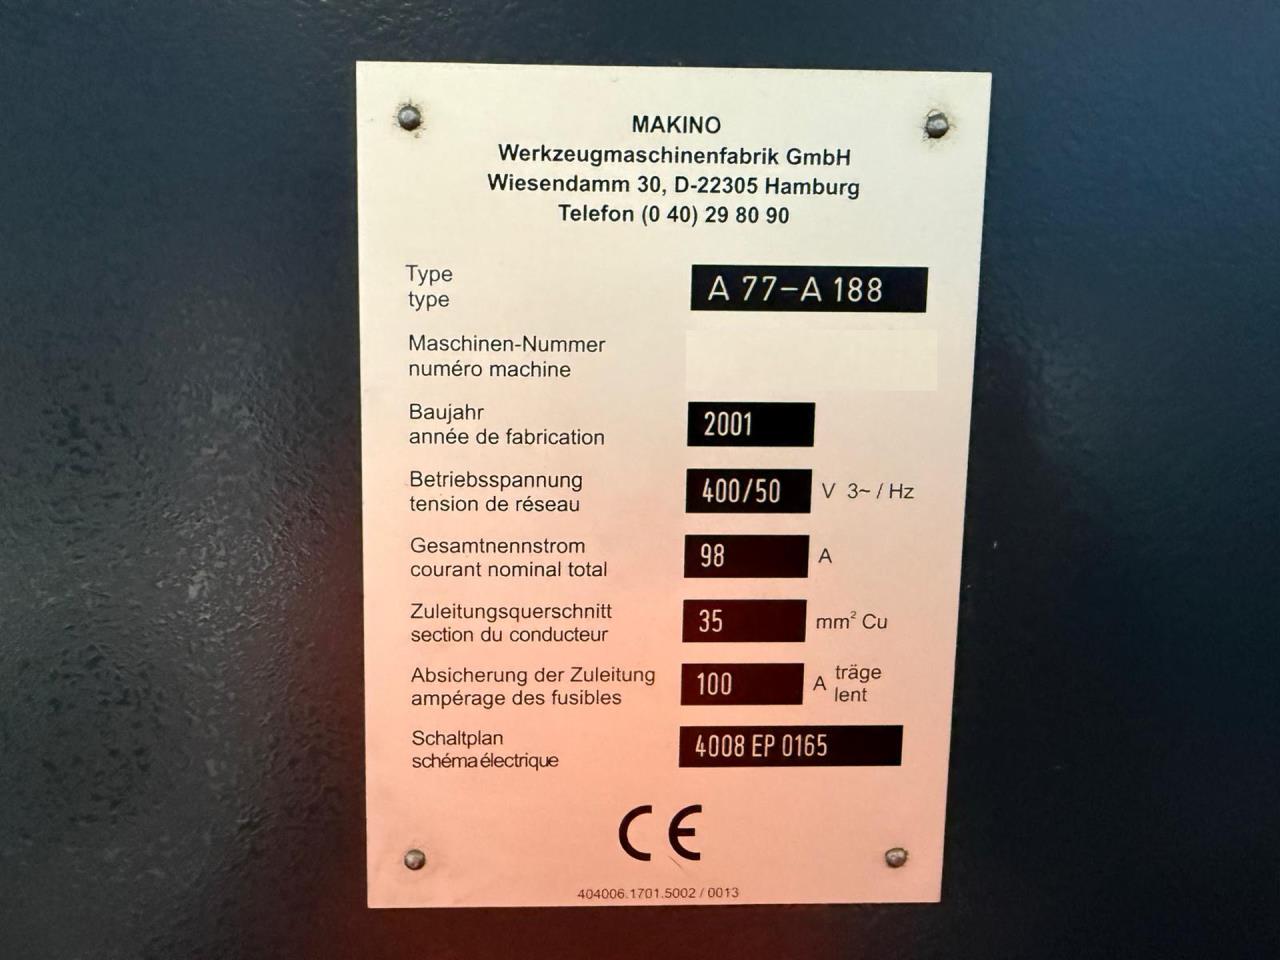 MAKINO
Werkzeugmaschinenfabrik GmbH
Wiesendamm 30, D-22305 Hamburg
Telefon (0 40) 29 80 90
Type
type
A 77-A 188
Maschinen-Nummer
numéro machine
Baujahr
année de fabrication
2001
Betriebsspannung
tension de réseau
400/50 V 3~ / Hz
Gesamtnennstrom
courant nominal total
98 A
Zuleitungsquerschnitt
section du conducteur
35 mm² Cu
Absicherung der Zuleitung
ampérage des fusibles
100 A träge
lent
Schaltplan
schéma électrique
4008 EP 0165
CE
404006.1701.5002 / 0013